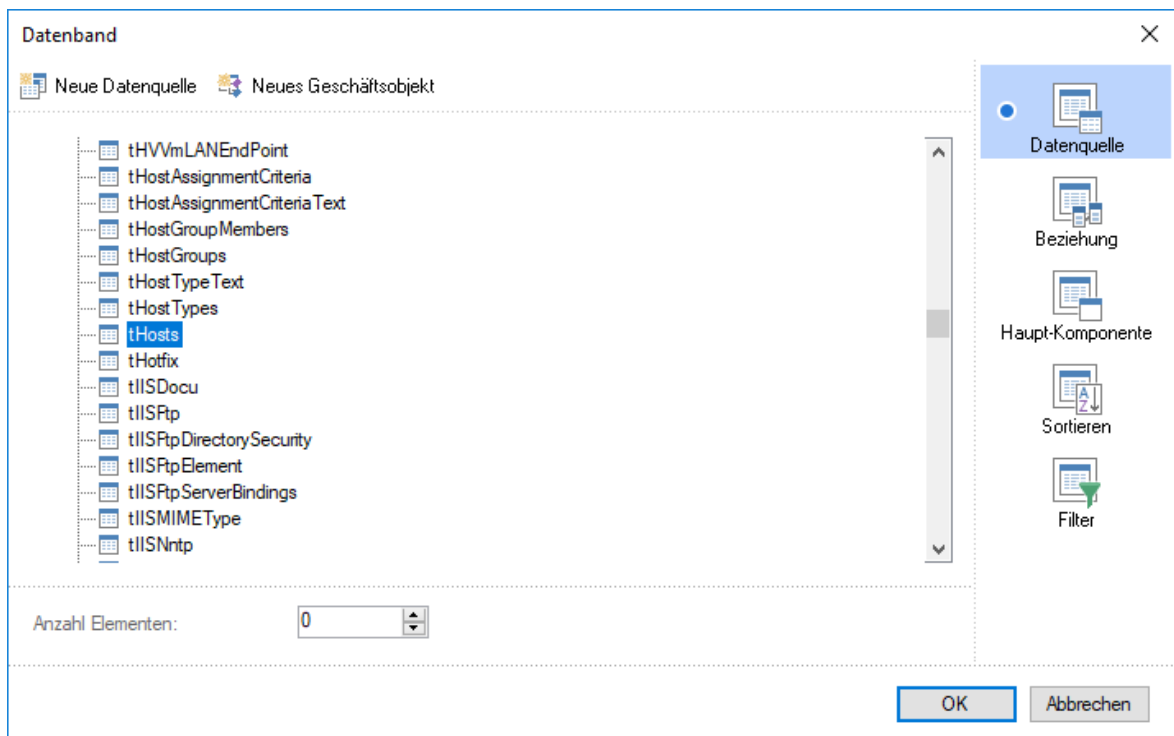 Datenband
Neue Datenquelle Neues Geschäftsobjekt
tHVVmLANEndPoint
tHostAssignmentCriteria
tHostAssignmentCriteriaText
tHostGroupMembers
tHostGroups
tHostTypeText
tHostTypes
tHosts
tHotfix
tIISDocu
tIISFtp
tIISFtpDirectorySecurity
tIISFtpElement
tIISFtpServerBindings
tIISMIMEType
tIISNntp
Anzahl Elementen: 0
Datenquelle
Beziehung
Haupt-Komponente
Sortieren
Filter
OK Abbrechen